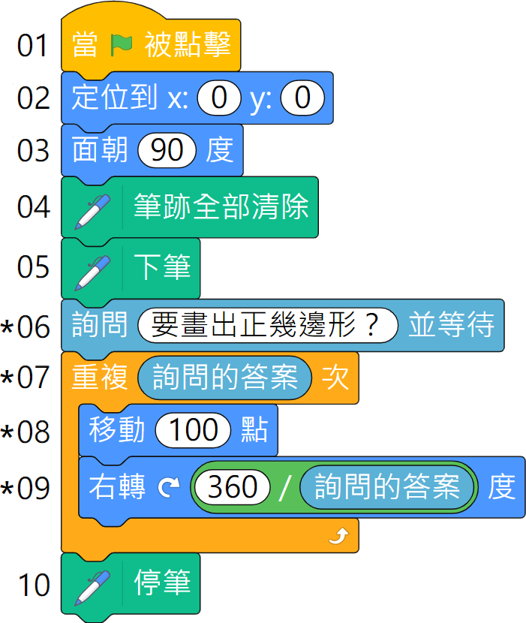 01 當 被點擊
02 定位到 x: 0 y: 0
03 面朝 90 度
04 筆跡全部清除
05 下筆
*06 詢問 要畫出正幾邊形？ 並等待
*07 重複 詢問的答案 次
*08 移動 100 點
*09 右轉 360 / 詢問的答案 度
10 停筆